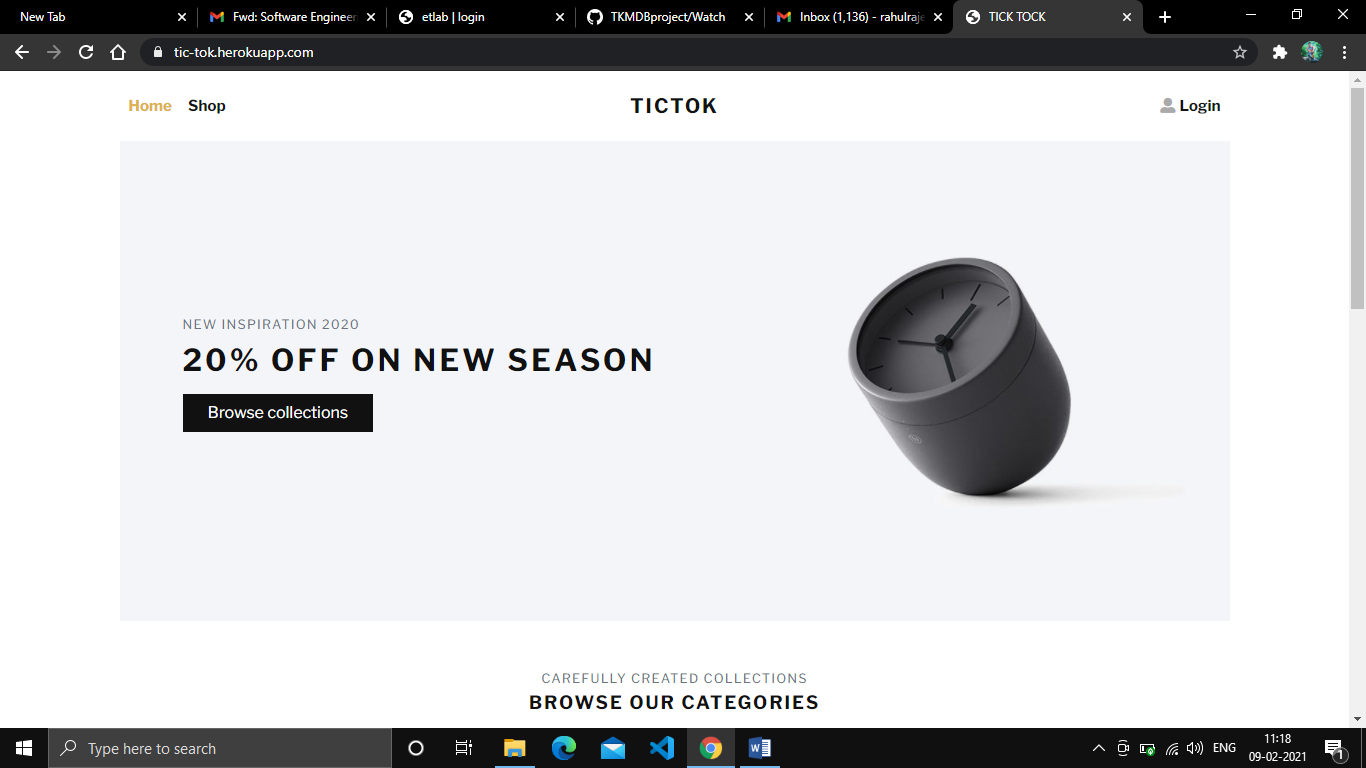 New Tab
Fwd: Software Engineer
etlab | login
TKMDBproject/Watch
Inbox (1,136) - rahulraje
TICK TOCK
tic-tok.herokuapp.com
Home
Shop
TICTOK
Login
NEW INSPIRATION 2020
20% OFF ON NEW SEASON
Browse collections
CAREFULLY CREATED COLLECTIONS
BROWSE OUR CATEGORIES
Type here to search
ENG
11:18
09-02-2021
1